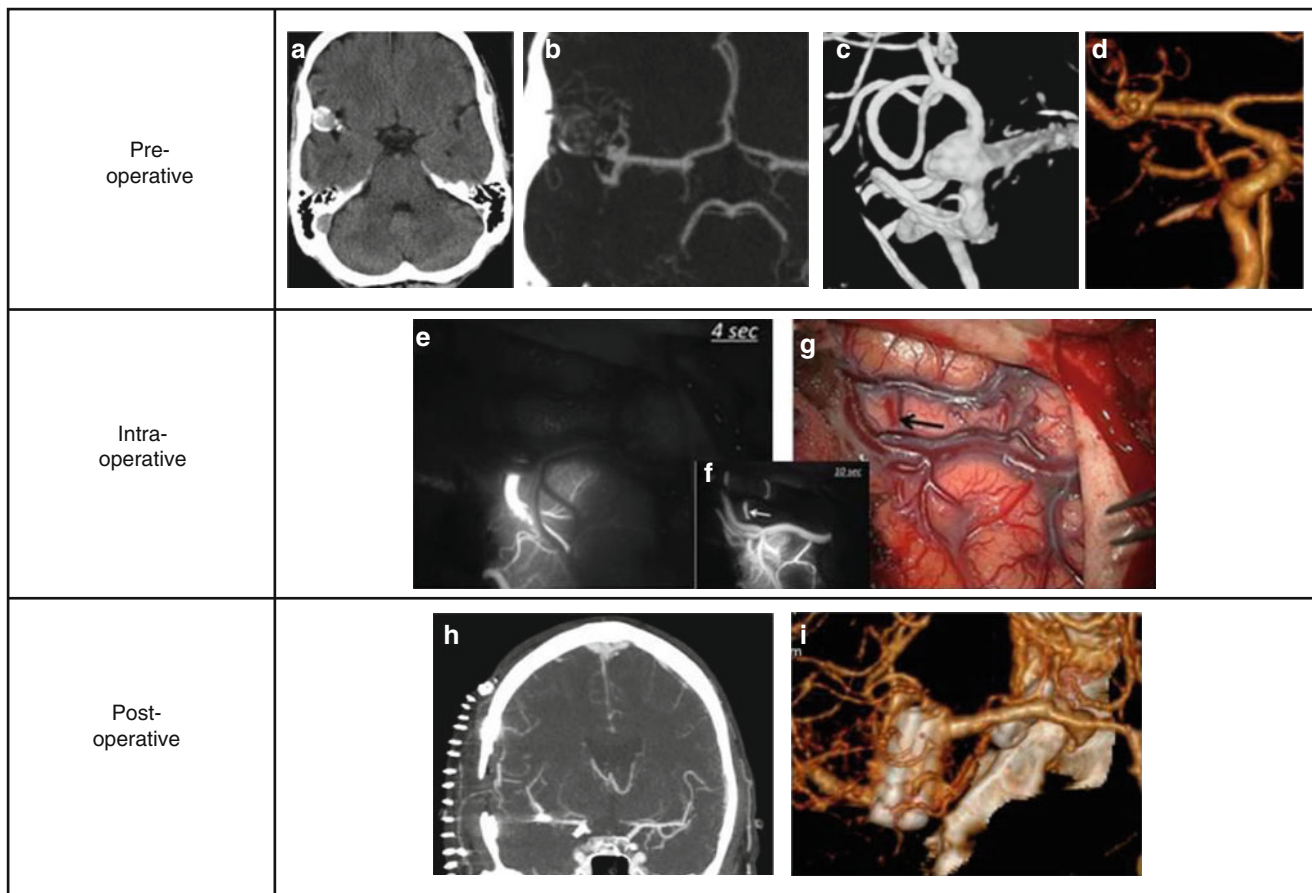 a
b
c
d
Pre-
operative
e
4 sec
g
f
10 sec
Intra-
operative
h
i
m
Post-
operative